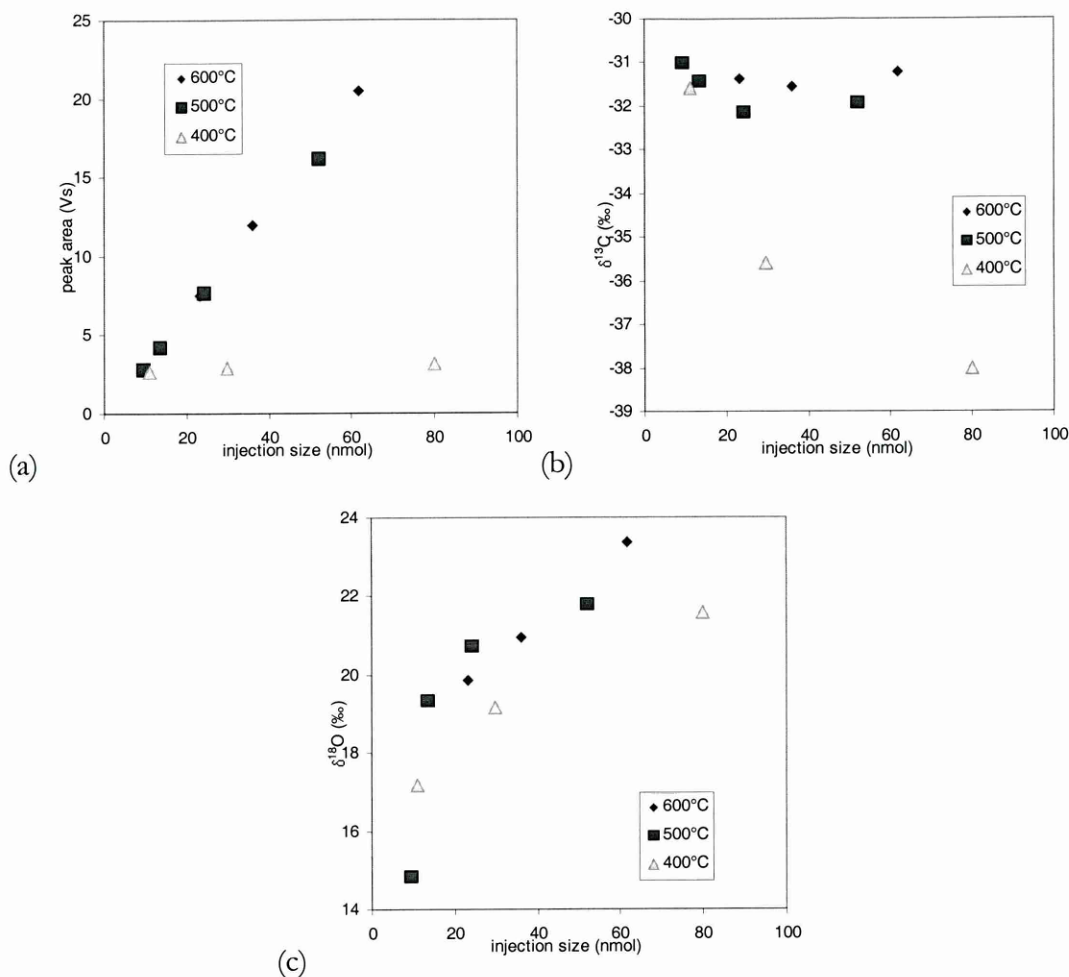 25
20
15
10
5
0
peak area (Vs)
600°C
500°C
400°C
0 20 40 60 80 100
injection size (nmol)
(a)
-30
-31
-32
-33
-34
-35
-36
-37
-38
-39
δ¹³C (‰)
600°C
500°C
400°C
0 20 40 60 80 100
injection size (nmol)
(b)
24
22
20
18
16
14
δ¹⁸O (‰)
600°C
500°C
400°C
0 20 40 60 80 100
injection size (nmol)
(c)